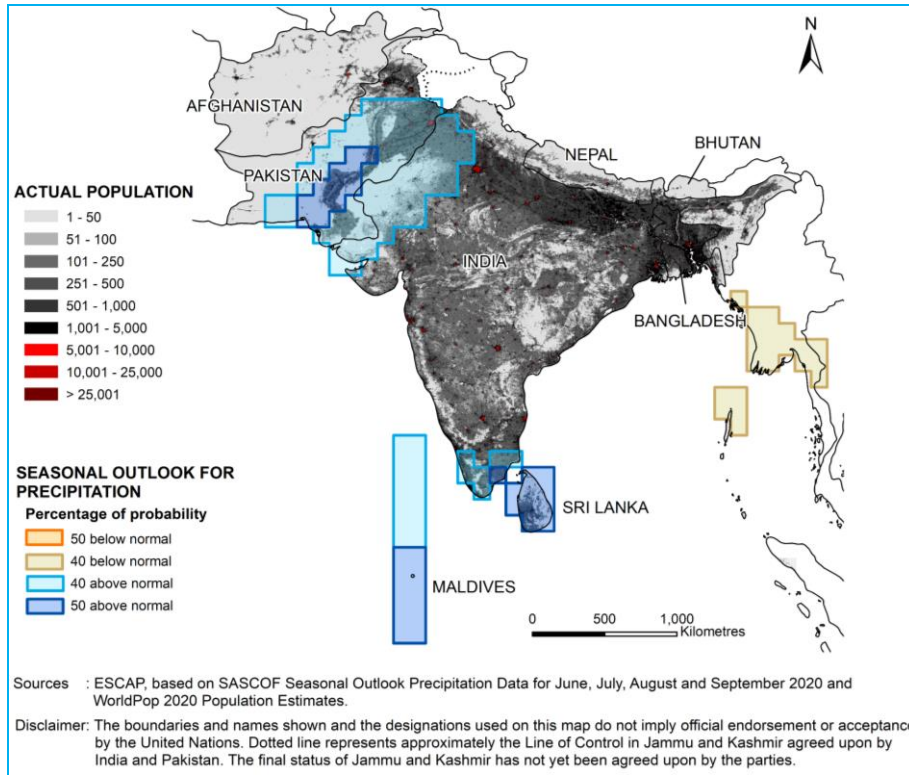 N
AFGHANISTAN
BHUTAN
NEPAL
PAKISTAN
ACTUAL POPULATION
1 - 50
51 - 100
101 - 250
251 - 500
501 - 1,000
1,001 - 5,000
5,001 - 10,000
10,001 - 25,000
> 25,001
INDIA
BANGLADESH
SEASONAL OUTLOOK FOR
PRECIPITATION
Percentage of probability
50 below normal
40 below normal
40 above normal
50 above normal
SRI LANKA
MALDIVES
0 500 1,000
Kilometres
Sources : ESCAP, based on SASCOF Seasonal Outlook Precipitation Data for June, July, August and September 2020 and
WorldPop 2020 Population Estimates.
Disclaimer: The boundaries and names shown and the designations used on this map do not imply official endorsement or acceptance
by the United Nations. Dotted line represents approximately the Line of Control in Jammu and Kashmir agreed upon by
India and Pakistan. The final status of Jammu and Kashmir has not yet been agreed upon by the parties.